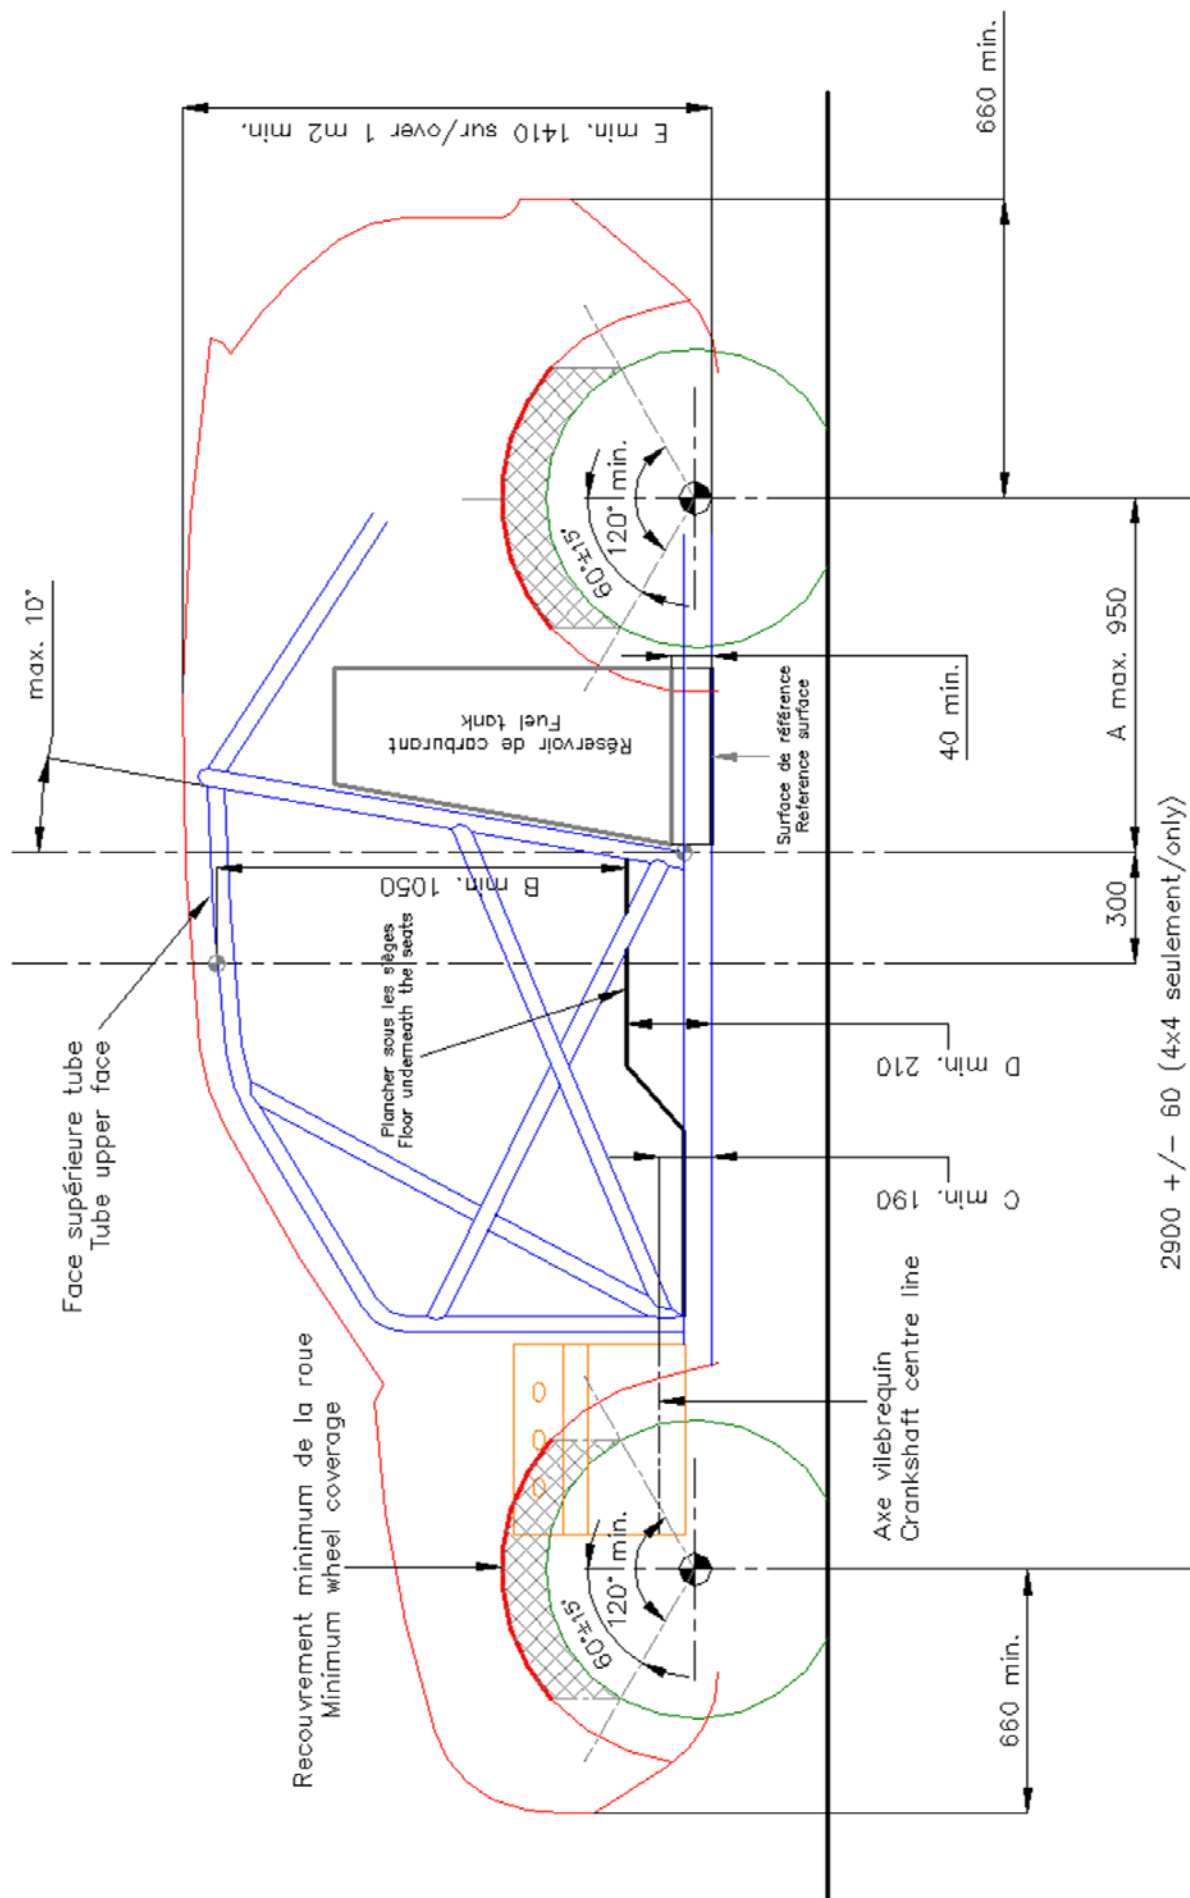 660 min.
E min. 1410 sur/over 1 m2 min.
max. 10°
Face supérieure tube
Tube upper face
B min. 1050
Réservoir de carburant
Fuel tank
Plancher sous les sièges
Floor underneath the seats
60°±15°
120° min.
Surface de référence
Reference surface
40 min.
A max. 950
300
2900 +/- 60 (4x4 seulement/only)
D min. 210
C min. 190
Axe vilebrequin
Crankshaft centre line
Recouvrement minimum de la roue
Minimum wheel coverage
60°±15°
120° min.
660 min.